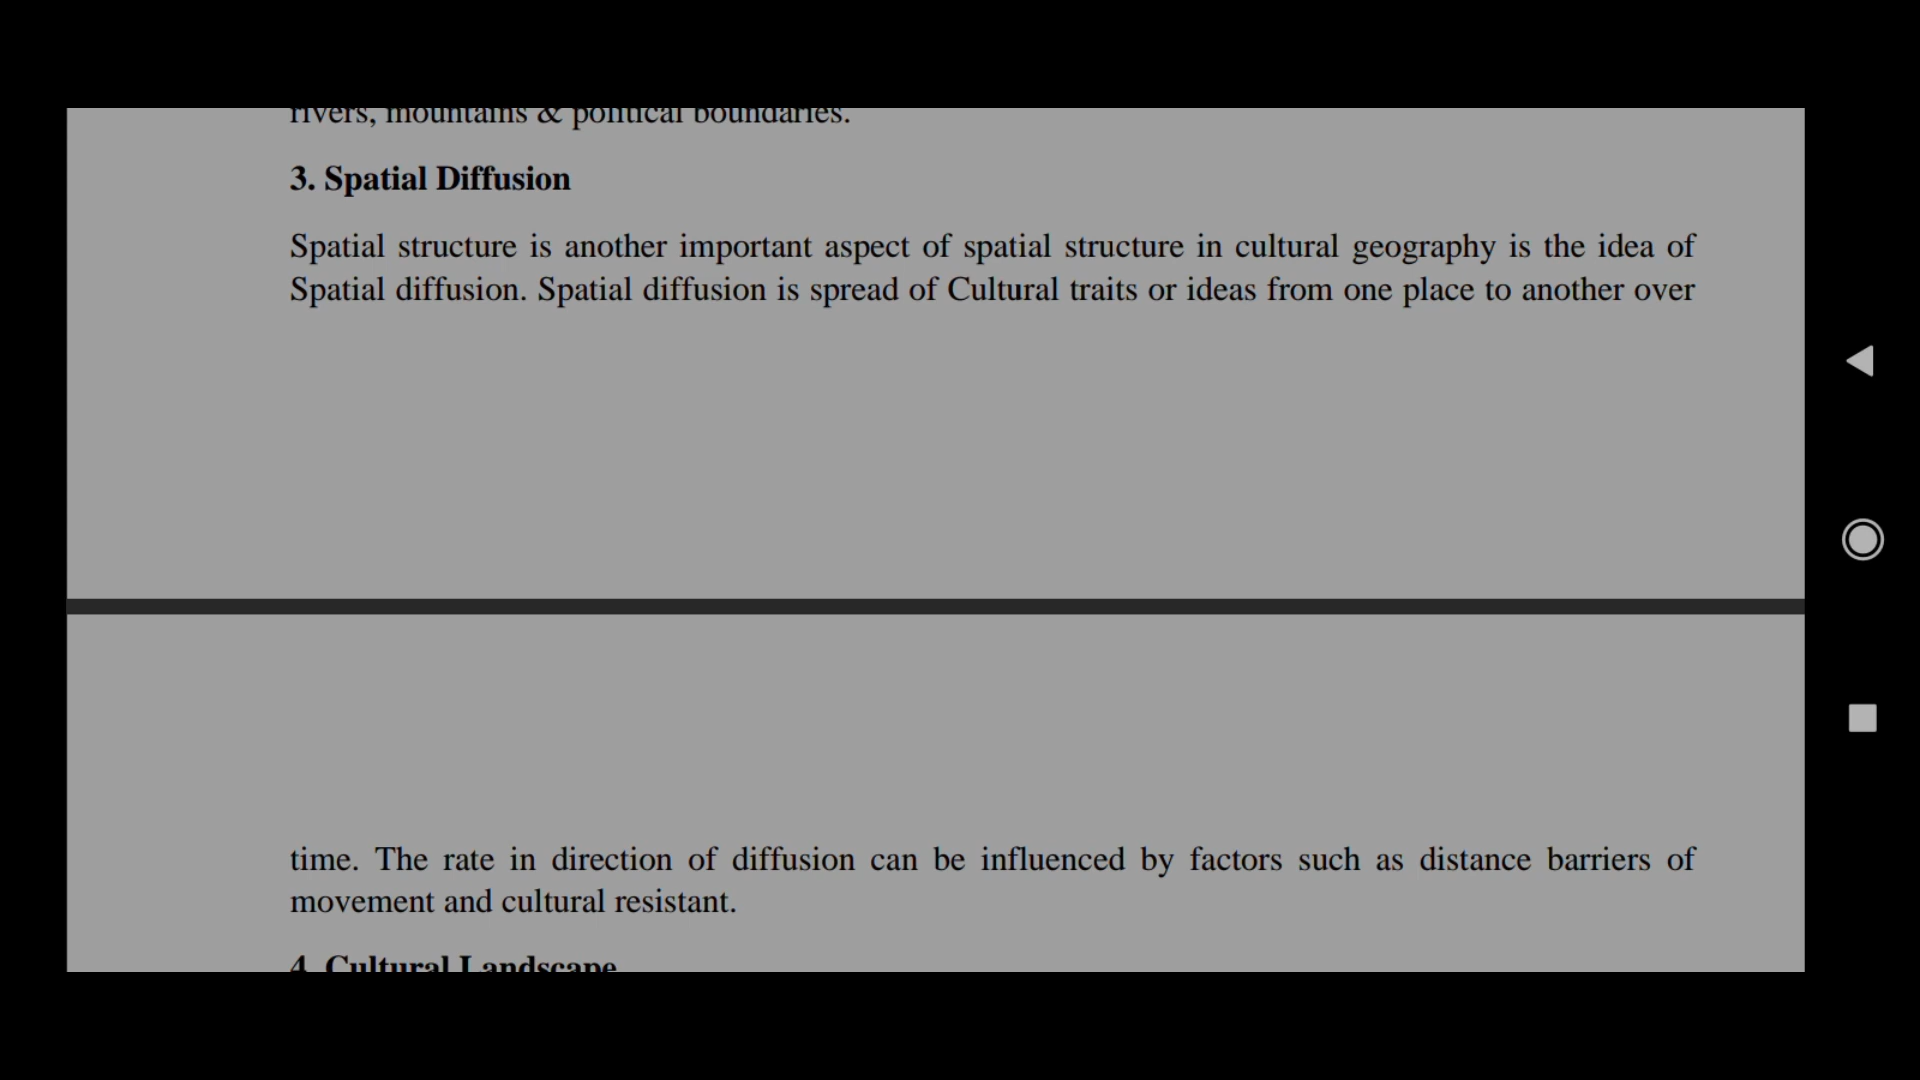 rivers, mountains & political boundaries.
3. Spatial Diffusion
Spatial structure is another important aspect of spatial structure in cultural geography is the idea of
Spatial diffusion. Spatial diffusion is spread of Cultural traits or ideas from one place to another over
time. The rate in direction of diffusion can be influenced by factors such as distance barriers of
movement and cultural resistant.
4. Cultural Landscape